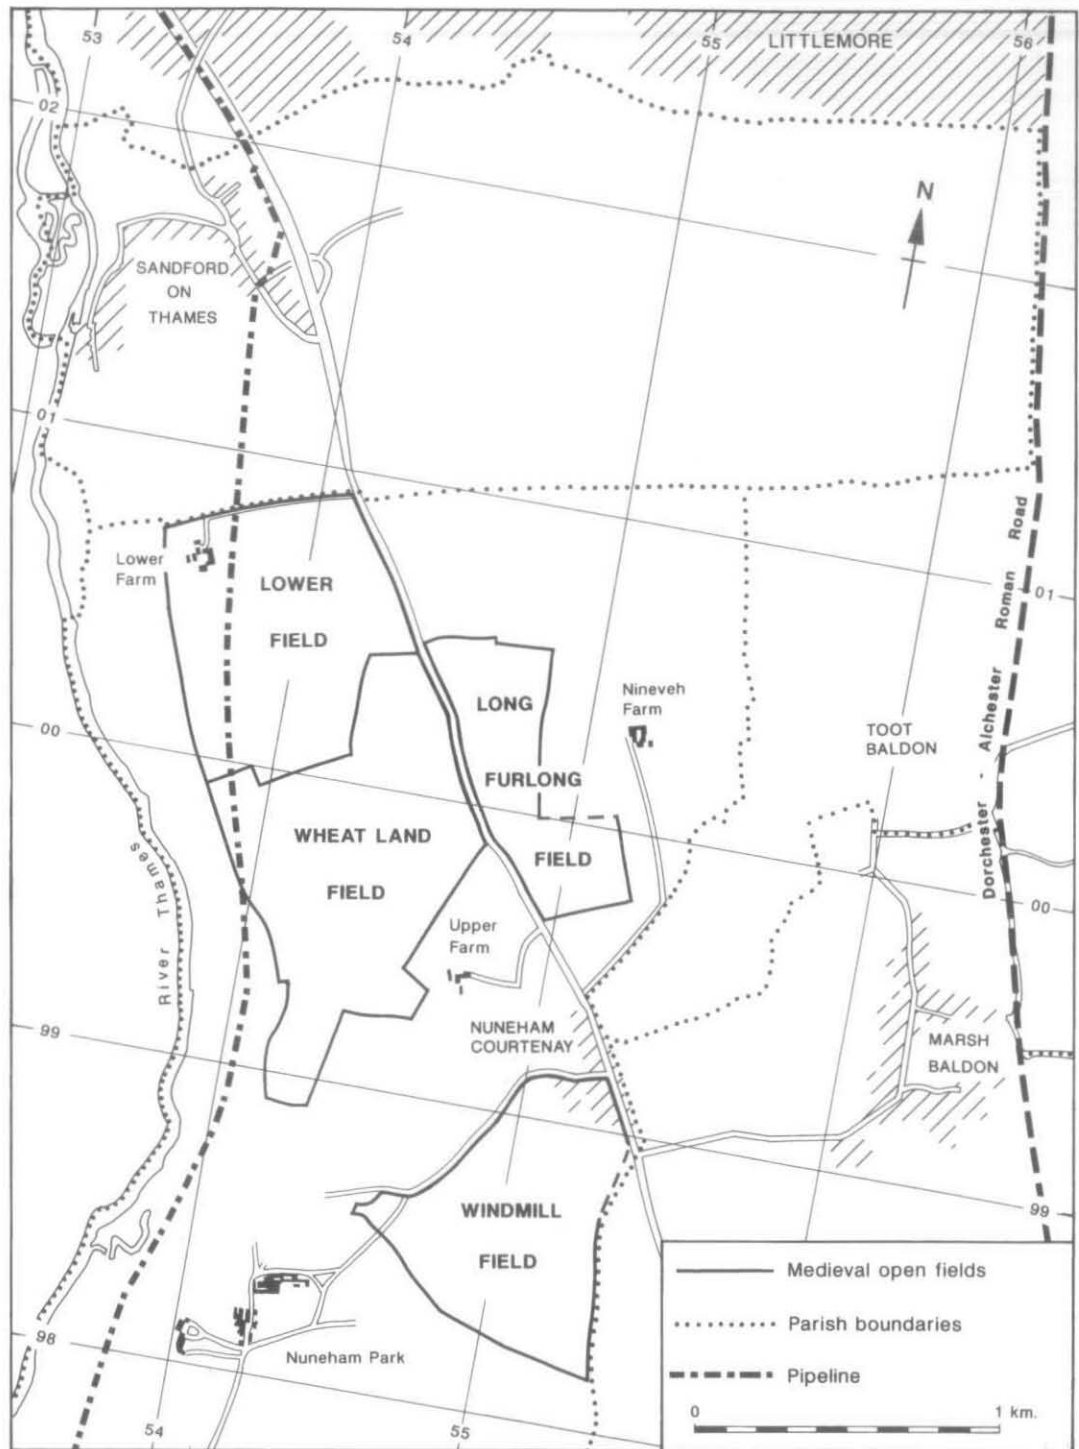 53
54
55
56
LITTLEMORE
02
N
SANDFORD
ON
THAMES
01
Lower
Farm
LOWER
FIELD
Dorchester - Alchester Roman Road
01
LONG
FURLONG
FIELD
Nineveh
Farm
TOOT
BALDON
00
WHEAT LAND
FIELD
River Thames
Upper
Farm
00
NUNEHAM
COURTENAY
MARSH
BALDON
99
99
WINDMILL
FIELD
98
Nuneham Park
54
55
Medieval open fields
Parish boundaries
Pipeline
0
1 km.